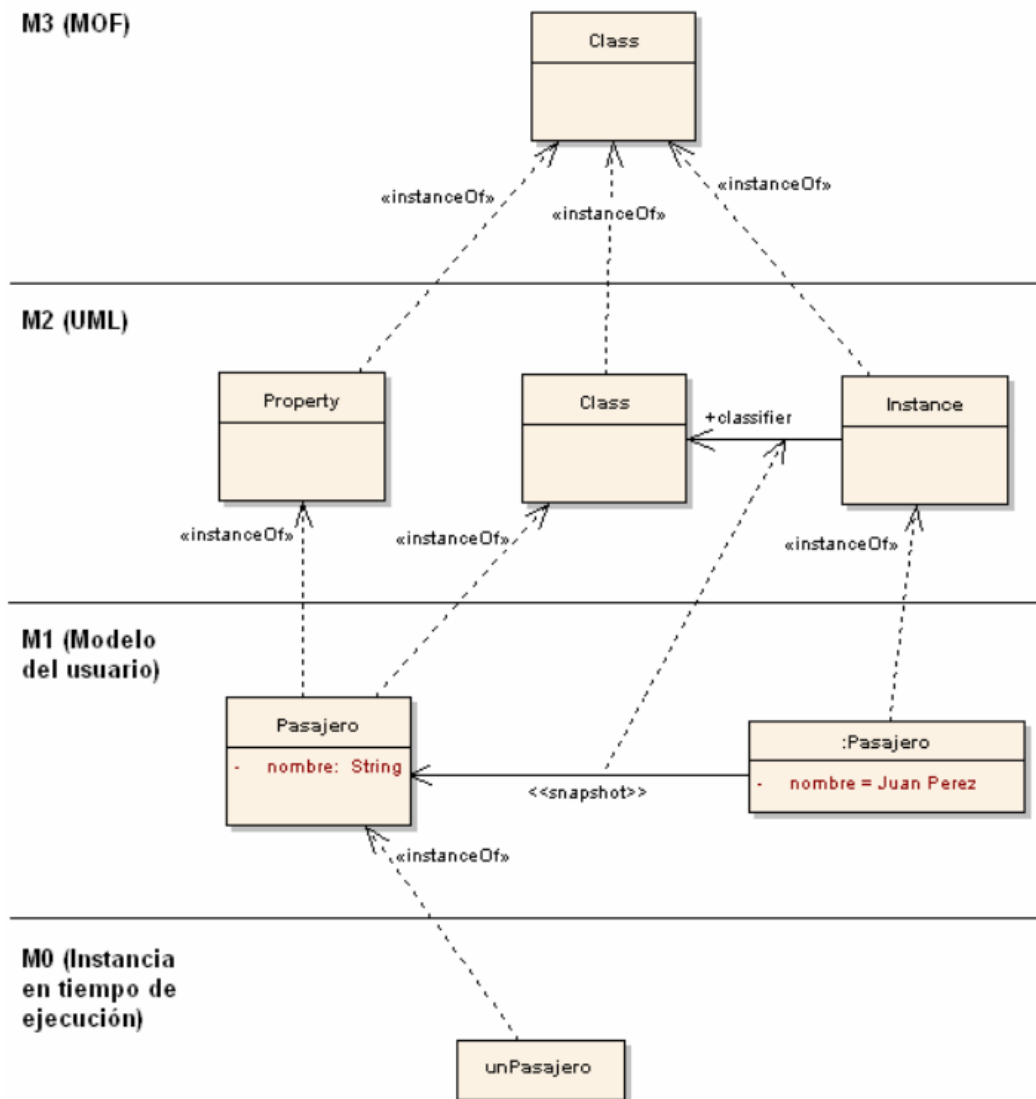 M3 (MOF)
Class
«instanceOf»
«instanceOf»
«instanceOf»
M2 (UML)
Property
Class
+classifier
Instance
«instanceOf»
«instanceOf»
«instanceOf»
M1 (Modelo
del usuario)
Pasajero
- nombre: String
<<snapshot>>
:Pasajero
- nombre = Juan Perez
«instanceOf»
M0 (Instancia
en tiempo de
ejecución)
unPasajero